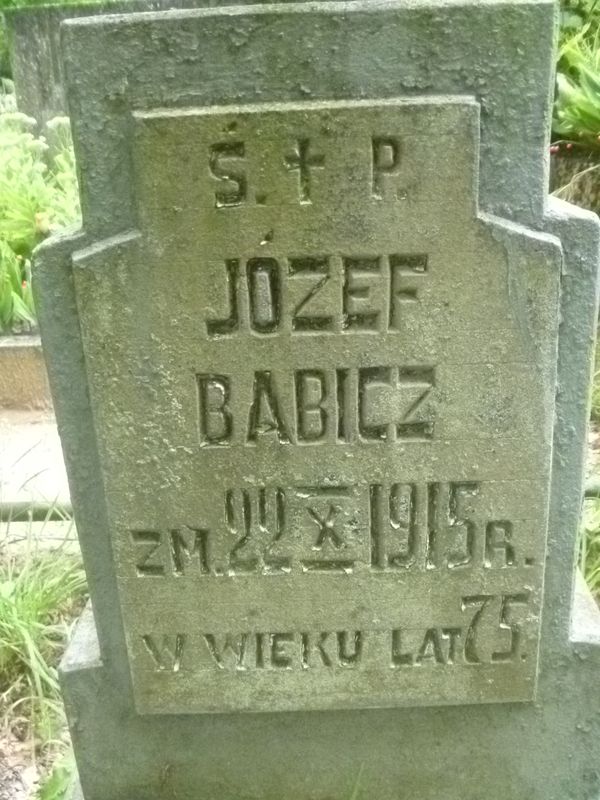 Ś. † P.
JÓZEF
BABICZ
ZM. 22 X 1915 R.
W WIEKU LAT 75.